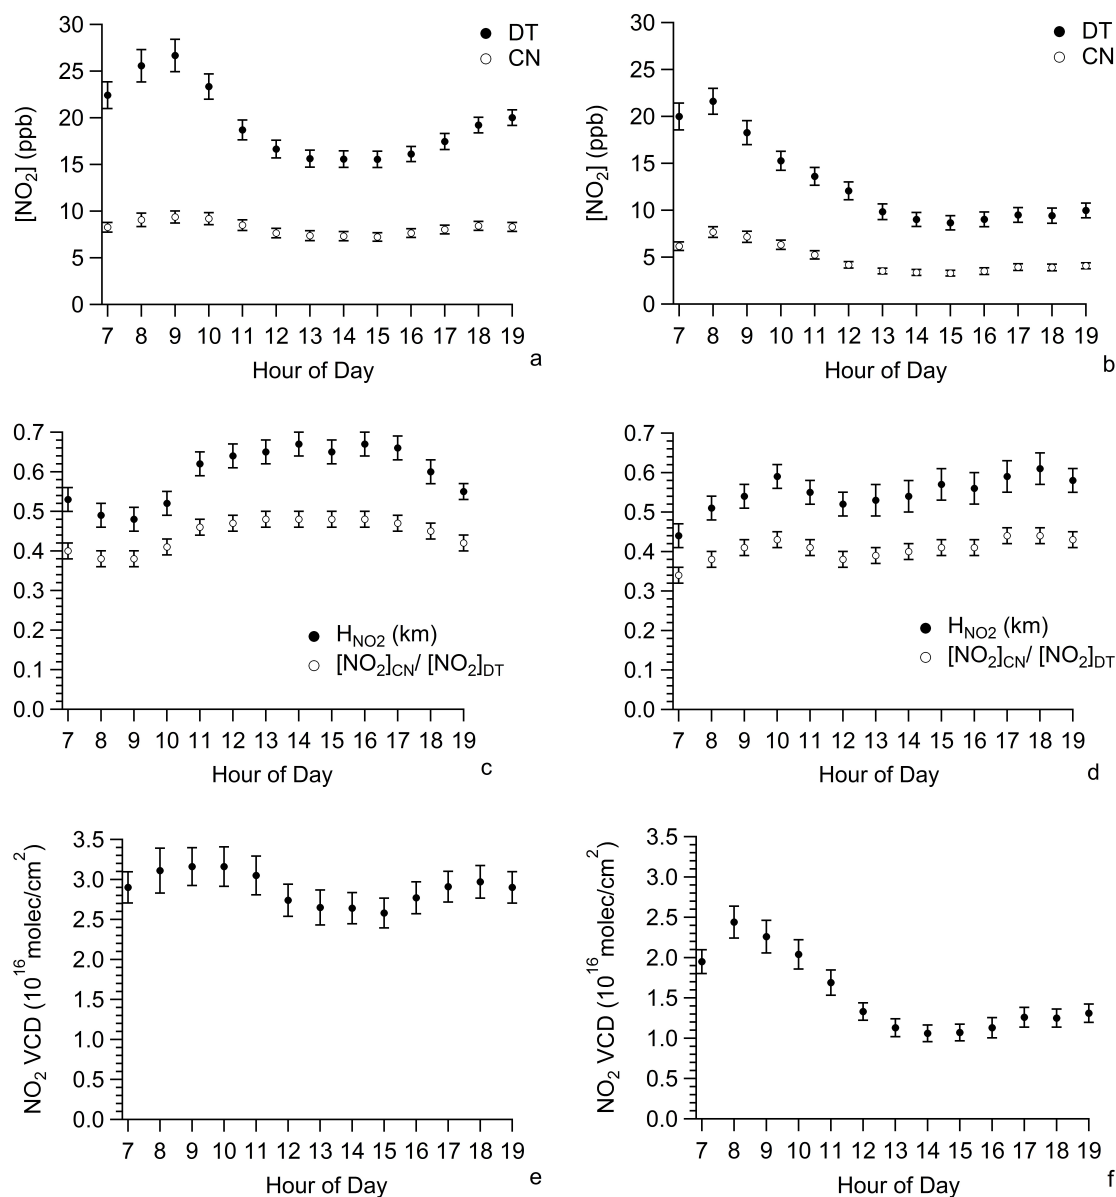 30
25
20
15
10
5
0
[NO2] (ppb)
DT
CN
7 8 9 10 11 12 13 14 15 16 17 18 19
Hour of Day
a
30
25
20
15
10
5
0
[NO2] (ppb)
DT
CN
7 8 9 10 11 12 13 14 15 16 17 18 19
Hour of Day
b
0.7
0.6
0.5
0.4
0.3
0.2
0.1
0.0
HNO2 (km)
[NO2]CN/ [NO2]DT
7 8 9 10 11 12 13 14 15 16 17 18 19
Hour of Day
c
0.7
0.6
0.5
0.4
0.3
0.2
0.1
0.0
HNO2 (km)
[NO2]CN/ [NO2]DT
7 8 9 10 11 12 13 14 15 16 17 18 19
Hour of Day
d
3.5
3.0
2.5
2.0
1.5
1.0
0.5
0.0
NO2 VCD (10^16 molec/cm^2)
7 8 9 10 11 12 13 14 15 16 17 18 19
Hour of Day
e
3.5
3.0
2.5
2.0
1.5
1.0
0.5
0.0
NO2 VCD (10^16 molec/cm^2)
7 8 9 10 11 12 13 14 15 16 17 18 19
Hour of Day
f